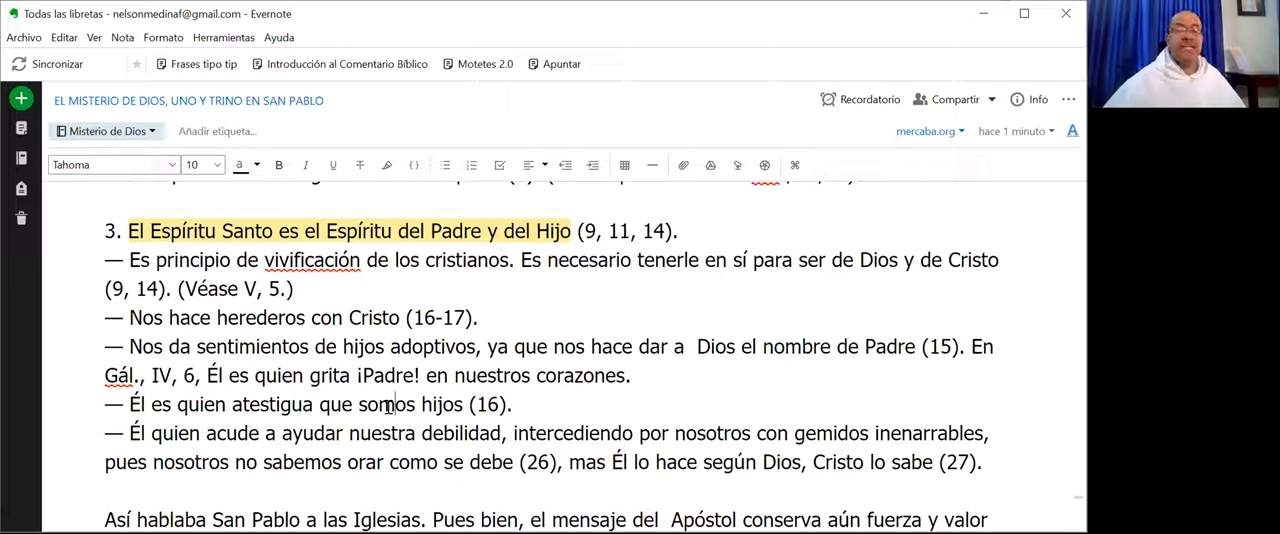 Todas las libretas - nelsonmedinaf@gmail.com - Evernote
Archivo Editar Ver Nota Formato Herramientas Ayuda
Sincronizar Frases tipo tip Introducción al Comentario Bíblico Motetes 2.0 Apuntar
EL MISTERIO DE DIOS, UNO Y TRINO EN SAN PABLO Recordatorio Compartir Info
Misterio de Dios Añadir etiqueta... mercaba.org hace 1 minuto A
Tahoma 10 a B I U T
3. El Espíritu Santo es el Espíritu del Padre y del Hijo (9, 11, 14).
— Es principio de vivificación de los cristianos. Es necesario tenerle en sí para ser de Dios y de Cristo
(9, 14). (Véase V, 5.)
— Nos hace herederos con Cristo (16-17).
— Nos da sentimientos de hijos adoptivos, ya que nos hace dar a Dios el nombre de Padre (15). En
Gál., IV, 6, Él es quien grita ¡Padre! en nuestros corazones.
— Él es quien atestigua que somos hijos (16).
— Él quien acude a ayudar nuestra debilidad, intercediendo por nosotros con gemidos inenarrables,
pues nosotros no sabemos orar como se debe (26), mas Él lo hace según Dios, Cristo lo sabe (27).
Así hablaba San Pablo a las Iglesias. Pues bien, el mensaje del Apóstol conserva aún fuerza y valor